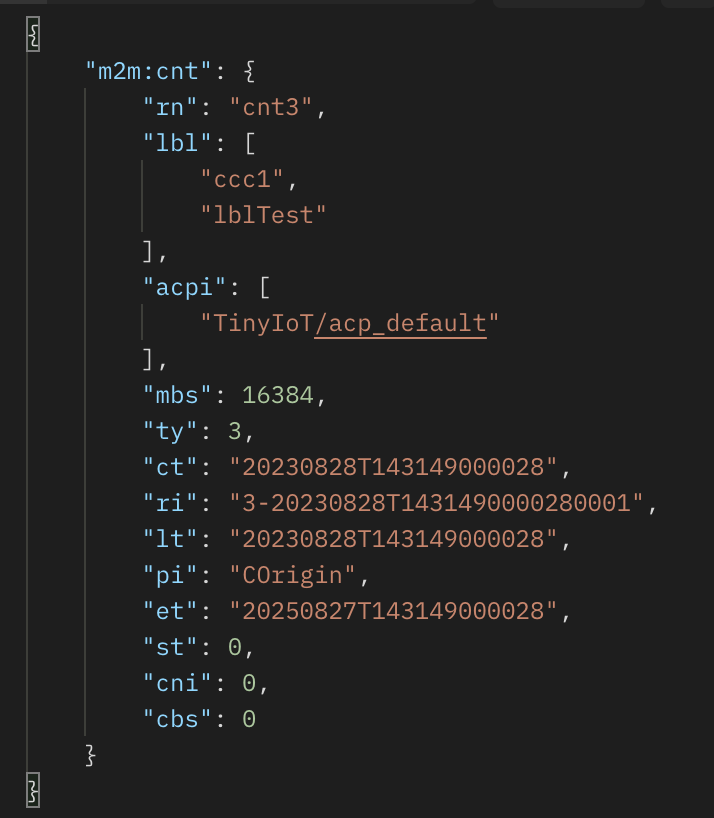 {
    "m2m:cnt": {
        "rn": "cnt3",
        "lbl": [
            "ccc1",
            "lblTest"
        ],
        "acpi": [
            "TinyIoT/acp_default"
        ],
        "mbs": 16384,
        "ty": 3,
        "ct": "20230828T143149000028",
        "ri": "3-20230828T1431490000280001",
        "lt": "20230828T143149000028",
        "pi": "COrigin",
        "et": "20250827T143149000028",
        "st": 0,
        "cni": 0,
        "cbs": 0
    }
}